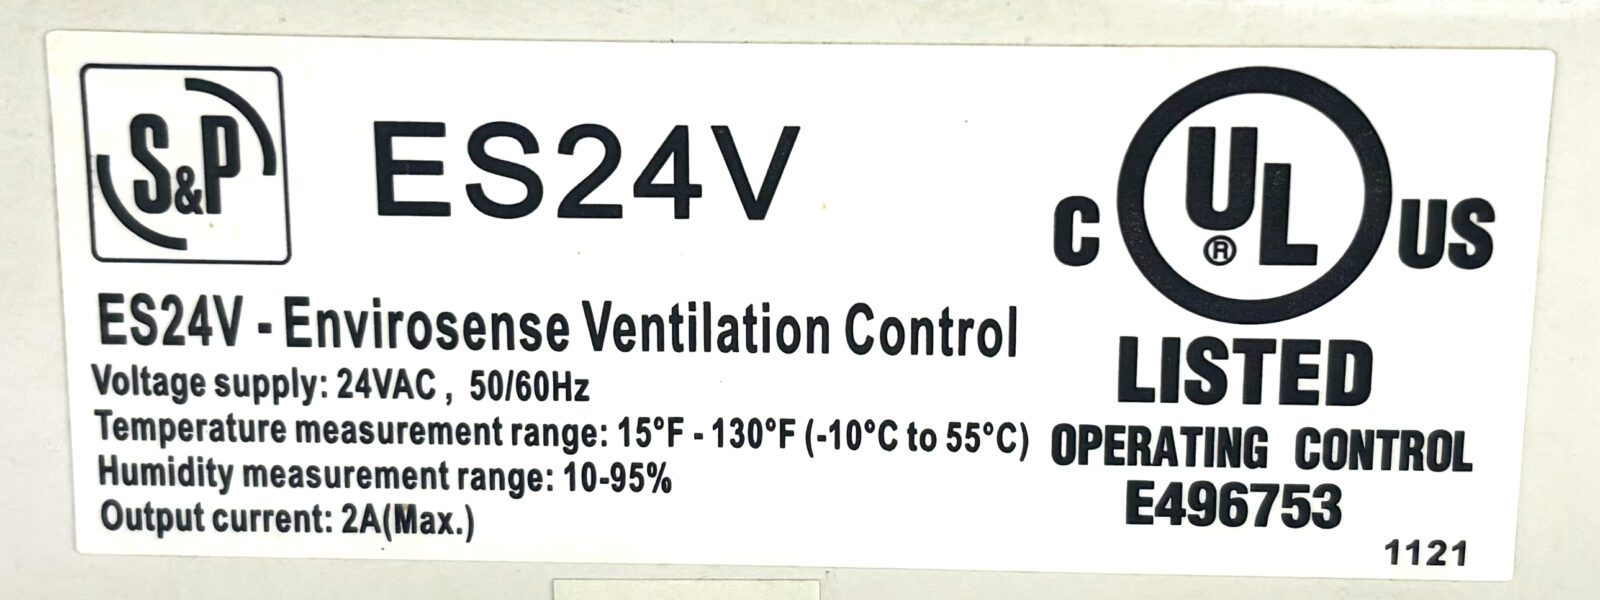 S&P
ES24V
C UL® US
LISTED
OPERATING CONTROL
E496753
1121
ES24V - Envirosense Ventilation Control
Voltage supply: 24VAC , 50/60Hz
Temperature measurement range: 15°F - 130°F (-10°C to 55°C)
Humidity measurement range: 10-95%
Output current: 2A(Max.)